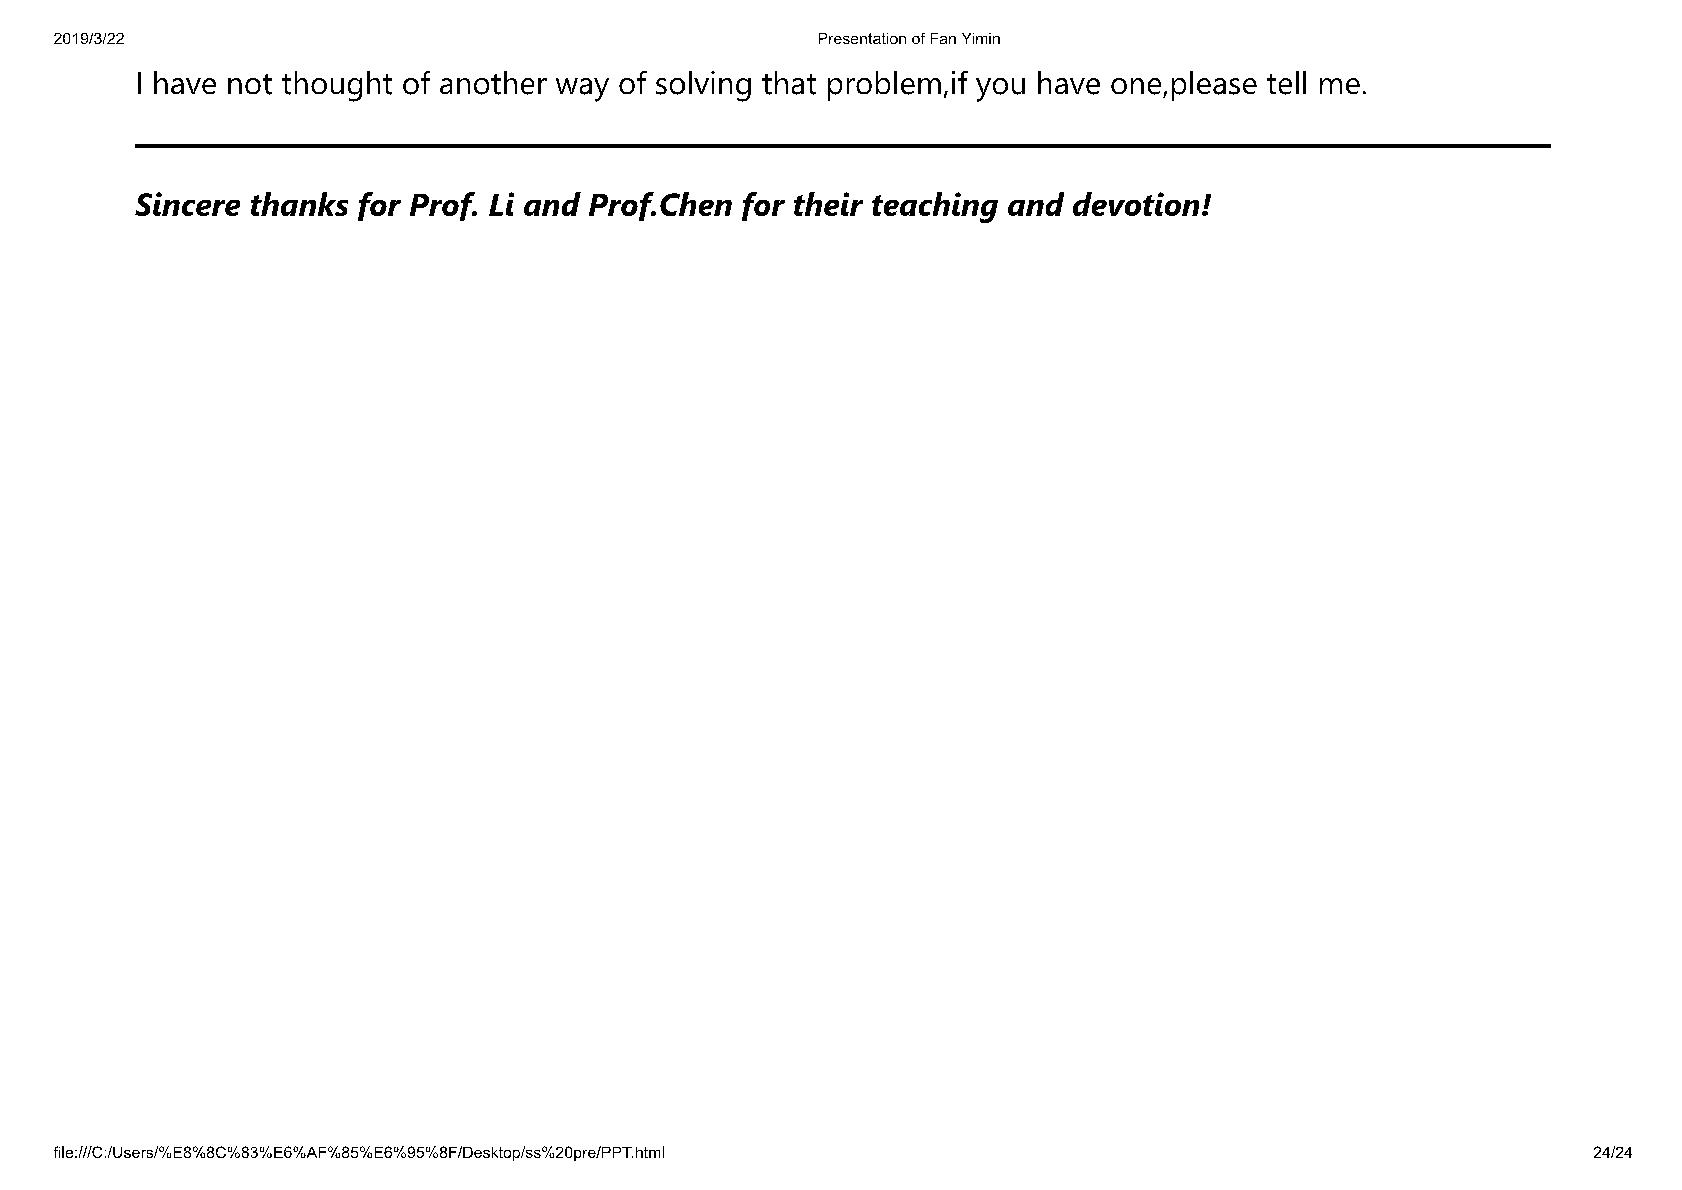 2019/3/22 Presentation of Fan Yimin
I have not thought of another way of solving that problem,if you have one,please tell me.
Sincere thanks for Prof. Li and Prof.Chen for their teaching and devotion!
file:///C:/Users/%E8%8C%83%E6%AF%85%E6%95%8F/Desktop/ss%20pre/PPT.html 24/24